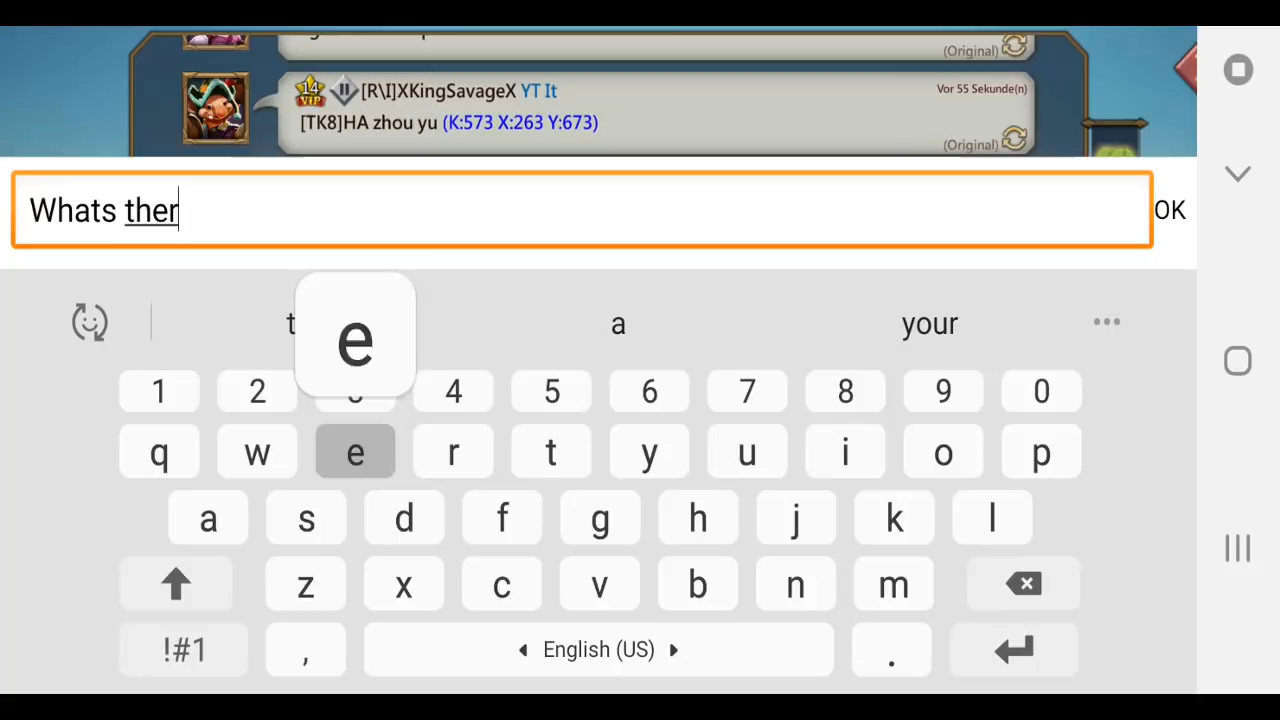 (Original)
14 VIP [R\I]XKingSavageX YT It Vor 55 Sekunde(n)
[TK8]HA zhou yu (K:573 X:263 Y:673)
(Original)
Whats ther OK
e
a your
1 2 4 5 6 7 8 9 0
q w e r t y u i o p
a s d f g h j k l
z x c v b n m
!#1 , English (US) .